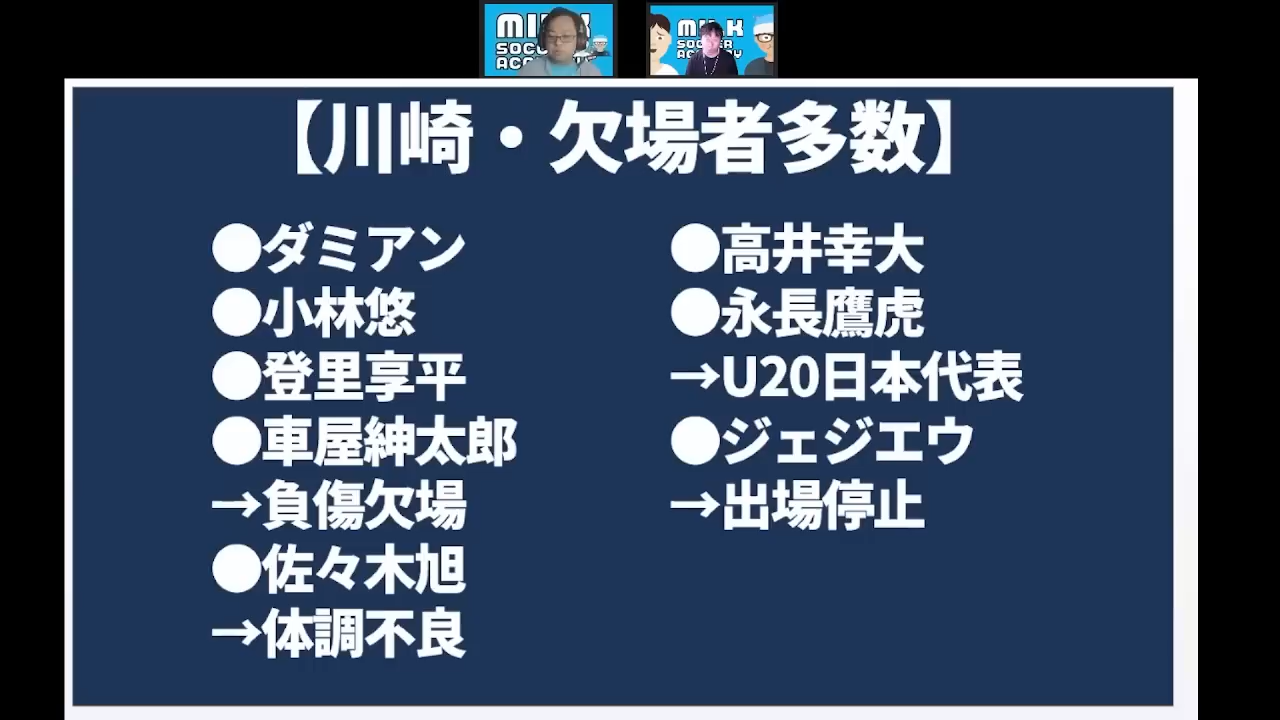 MILK
SOCCER
ACADEMY
【川崎・欠場者多数】
●ダミアン
●小林悠
●登里享平
●車屋紳太郎
→負傷欠場
●佐々木旭
→体調不良
●高井幸大
●永長鷹虎
→U20日本代表
●ジェジエウ
→出場停止